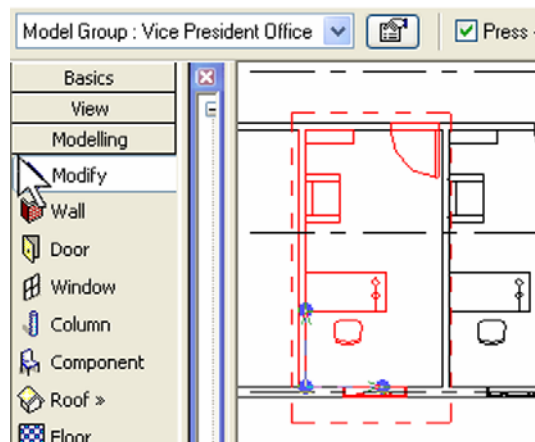 Model Group : Vice President Office
Press
Basics
View
Modelling
Modify
Wall
Door
Window
Column
Component
Roof »
Floor